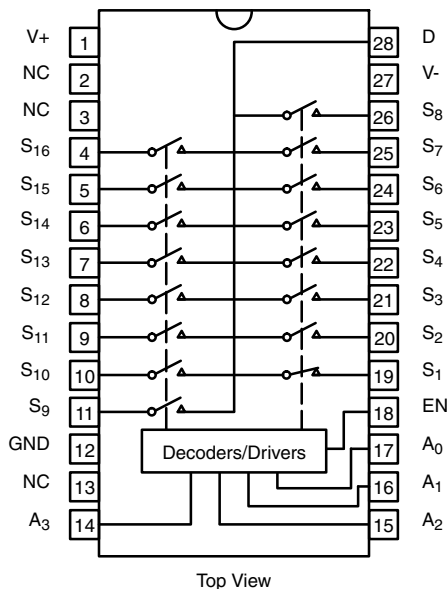 V+ 1 28 D
NC 2 27 V-
NC 3 26 S8
S16 4 25 S7
S15 5 24 S6
S14 6 23 S5
S13 7 22 S4
S12 8 21 S3
S11 9 20 S2
S10 10 19 S1
S9 11 18 EN
GND 12 Decoders/Drivers 17 A0
NC 13 16 A1
A3 14 15 A2
Top View